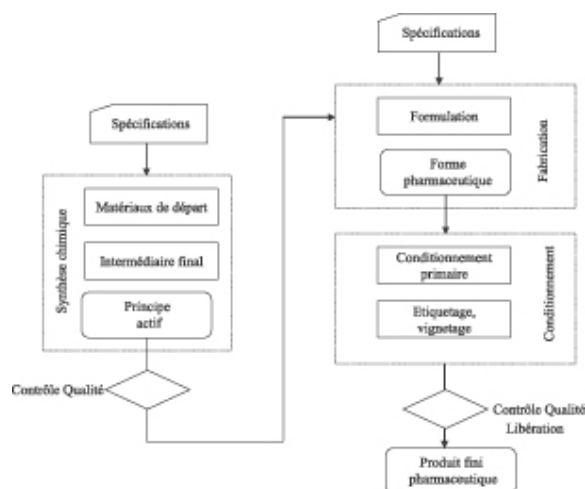 Spécifications
Synthèse chimique
Matériaux de départ
Intermédiaire final
Principe
actif
Contrôle Qualité
Spécifications
Fabrication
Formulation
Forme
pharmaceutique
Conditionnement
Conditionnement
primaire
Etiquetage,
vignetage
Contrôle Qualité
Libération
Produit fini
pharmaceutique